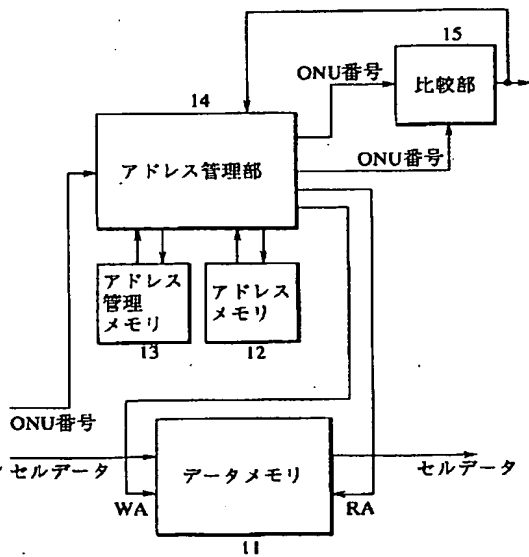 15
ONU番号
比較部
14
アドレス管理部
ONU番号
アドレス
管理
メモリ
13
アドレス
メモリ
12
ONU番号
セルデータ
データメモリ
セルデータ
WA
RA
11